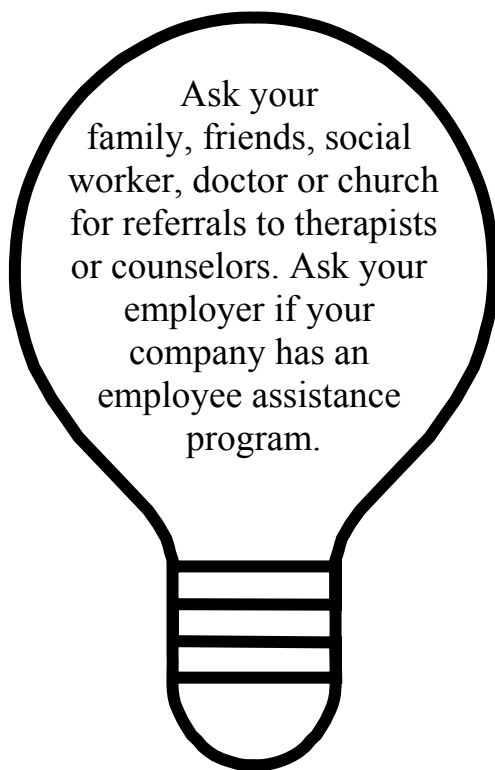 Ask your
family, friends, social
worker, doctor or church
for referrals to therapists
or counselors. Ask your
employer if your
company has an
employee assistance
program.